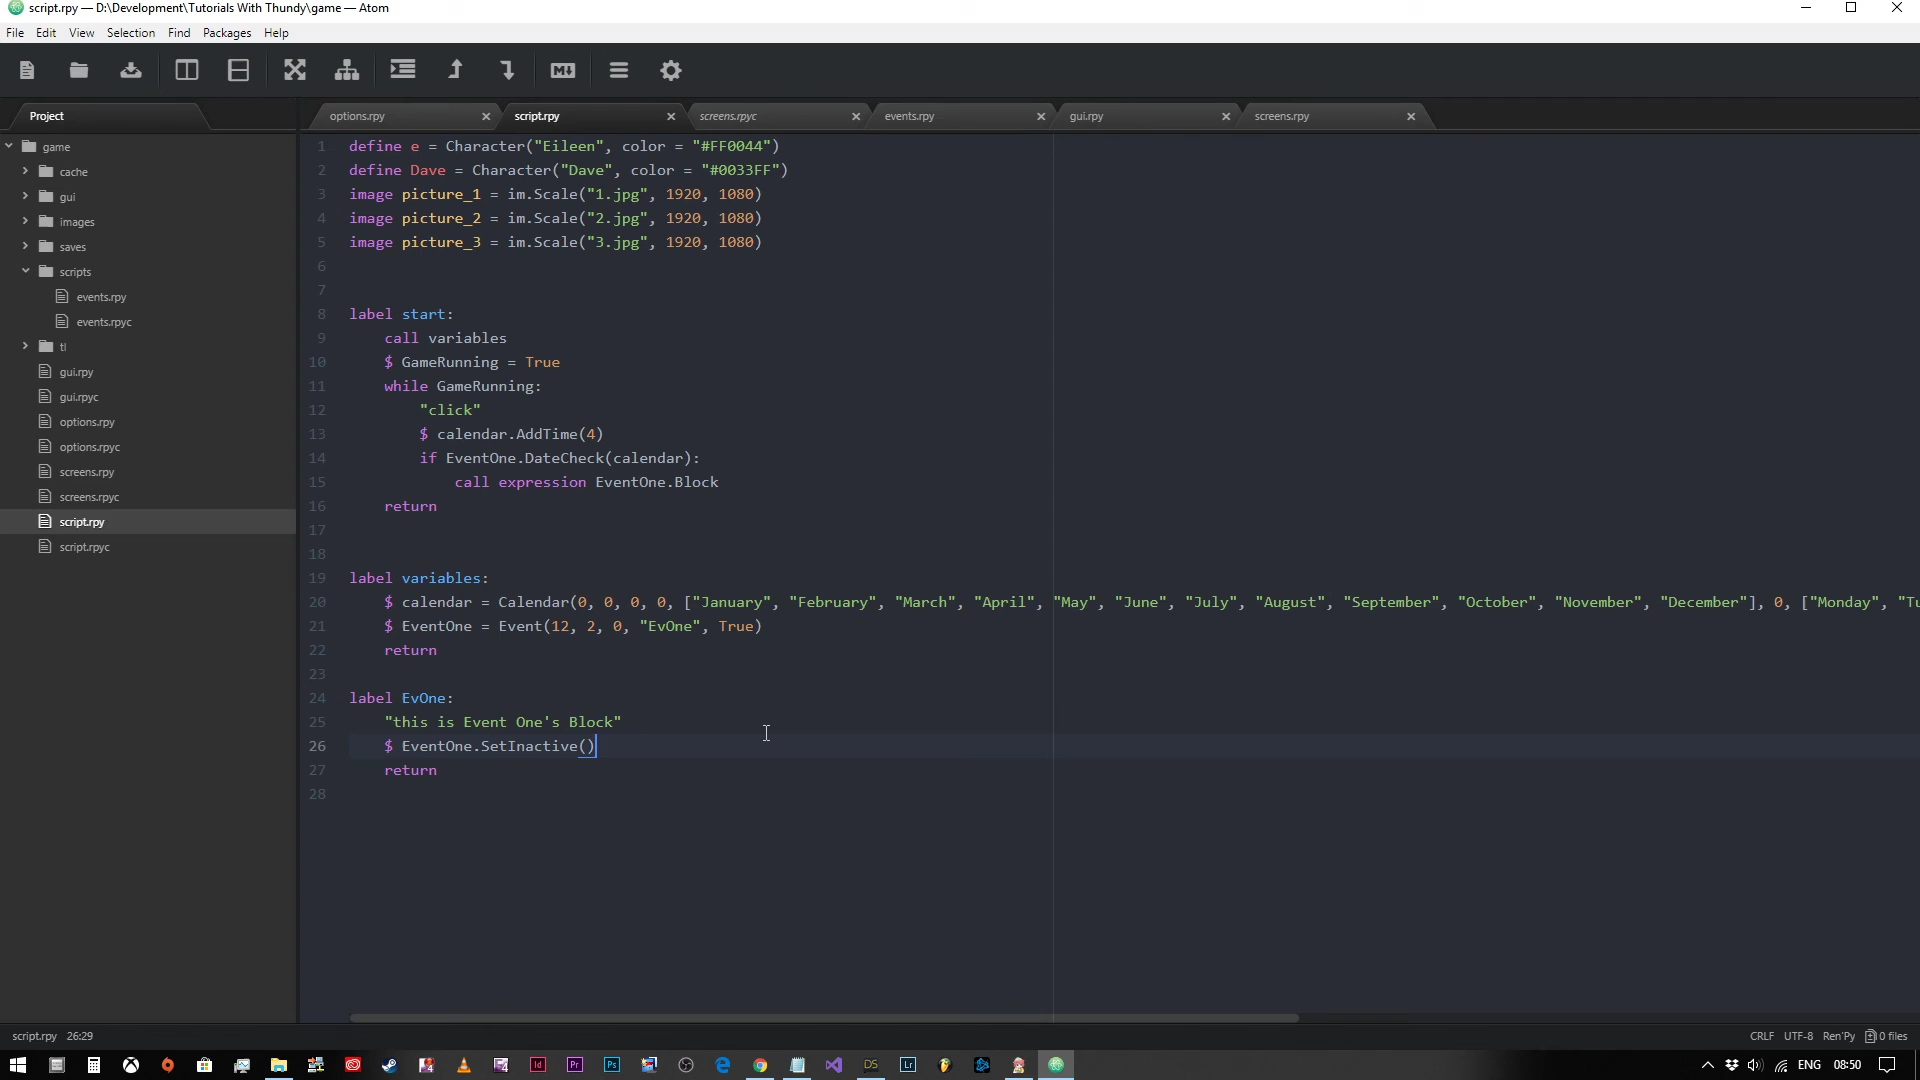 script.rpy — D:\Development\Tutorials With Thundy\game — Atom
File Edit View Selection Find Packages Help
Project
options.rpy script.rpy screens.rpyc events.rpy gui.rpy screens.rpy
game
cache
gui
images
saves
scripts
events.rpy
events.rpyc
tl
gui.rpy
gui.rpyc
options.rpy
options.rpyc
screens.rpy
screens.rpyc
script.rpy
script.rpyc
1 define e = Character("Eileen", color = "#FF0044")
2 define Dave = Character("Dave", color = "#0033FF")
3 image picture_1 = im.Scale("1.jpg", 1920, 1080)
4 image picture_2 = im.Scale("2.jpg", 1920, 1080)
5 image picture_3 = im.Scale("3.jpg", 1920, 1080)
6
7
8 label start:
9 call variables
10 $ GameRunning = True
11 while GameRunning:
12 "click"
13 $ calendar.AddTime(4)
14 if EventOne.DateCheck(calendar):
15 call expression EventOne.Block
16 return
17
18
19 label variables:
20 $ calendar = Calendar(0, 0, 0, 0, ["January", "February", "March", "April", "May", "June", "July", "August", "September", "October", "November", "December"], 0, ["Monday", "Tu
21 $ EventOne = Event(12, 2, 0, "EvOne", True)
22 return
23
24 label EvOne:
25 "this is Event One's Block"
26 $ EventOne.SetInactive()
27 return
28
script.rpy 26:29 CRLF UTF-8 Ren'Py 0 files
ENG 08:50